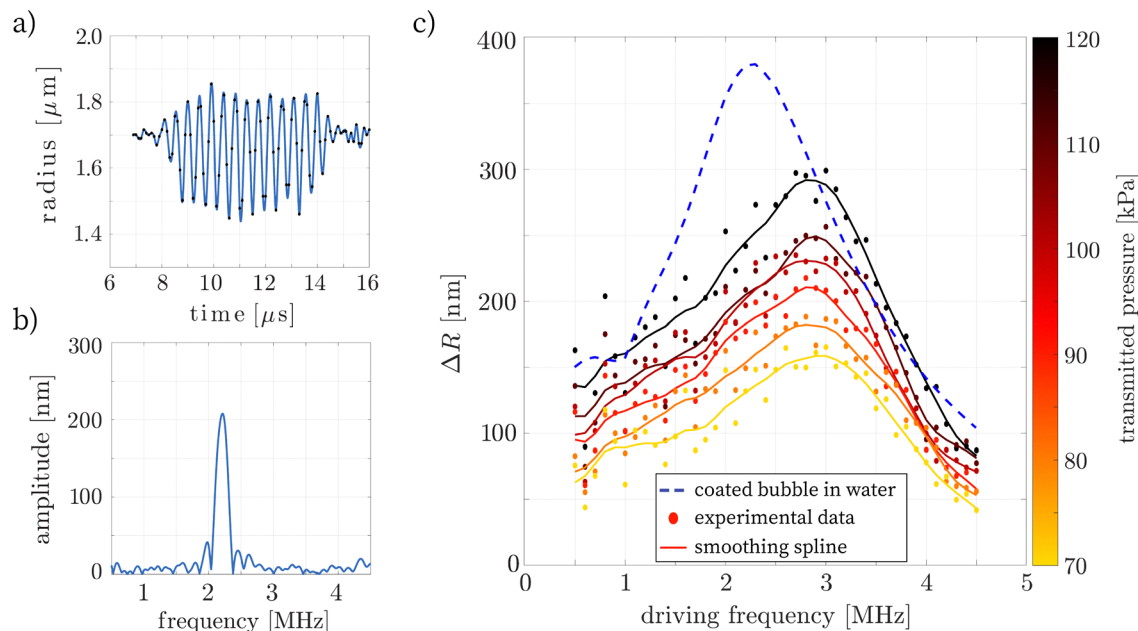 a)
radius [μm]
2.0
1.8
1.6
1.4
6
8
10
12
14
16
time [μs]
b)
amplitude [nm]
300
200
100
0
1
2
3
4
frequency [MHz]
c)
ΔR [nm]
400
300
200
100
0
0
1
2
3
4
5
driving frequency [MHz]
coated bubble in water
experimental data
smoothing spline
120
110
100
90
80
70
transmitted pressure [kPa]